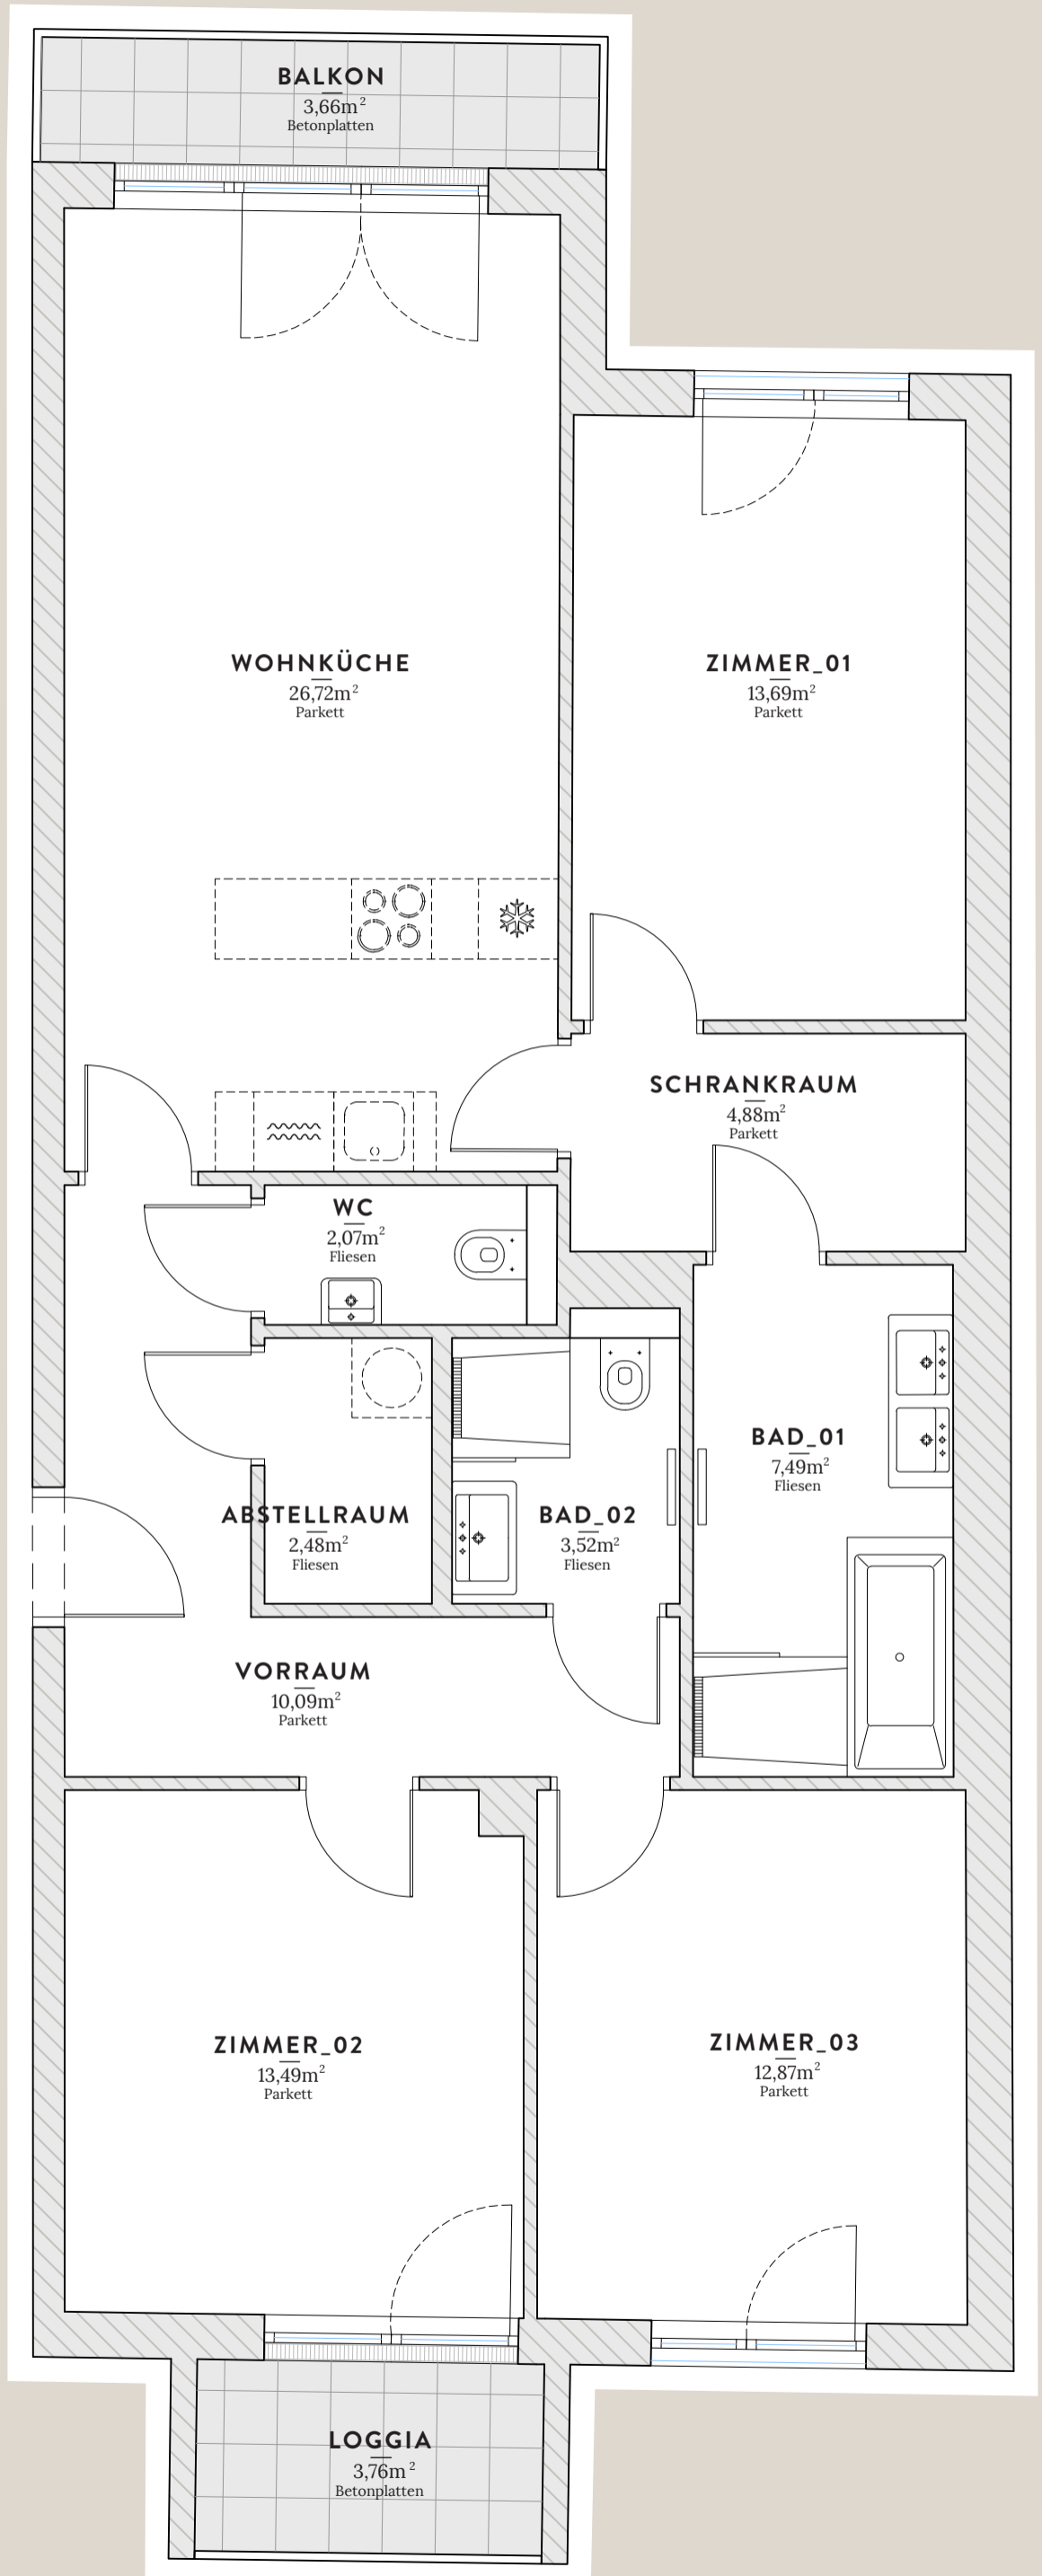 BALKON
3,66m²
Betonplatten
WOHNKÜCHE
26,72m²
Parkett
ZIMMER_01
13,69m²
Parkett
SCHRANKRAUM
4,88m²
Parkett
WC
2,07m²
Fliesen
BAD_01
7,49m²
Fliesen
ABSTELLRAUM
2,48m²
Fliesen
BAD_02
3,52m²
Fliesen
VORRAUM
10,09m²
Parkett
ZIMMER_02
13,49m²
Parkett
ZIMMER_03
12,87m²
Parkett
LOGGIA
3,76m²
Betonplatten